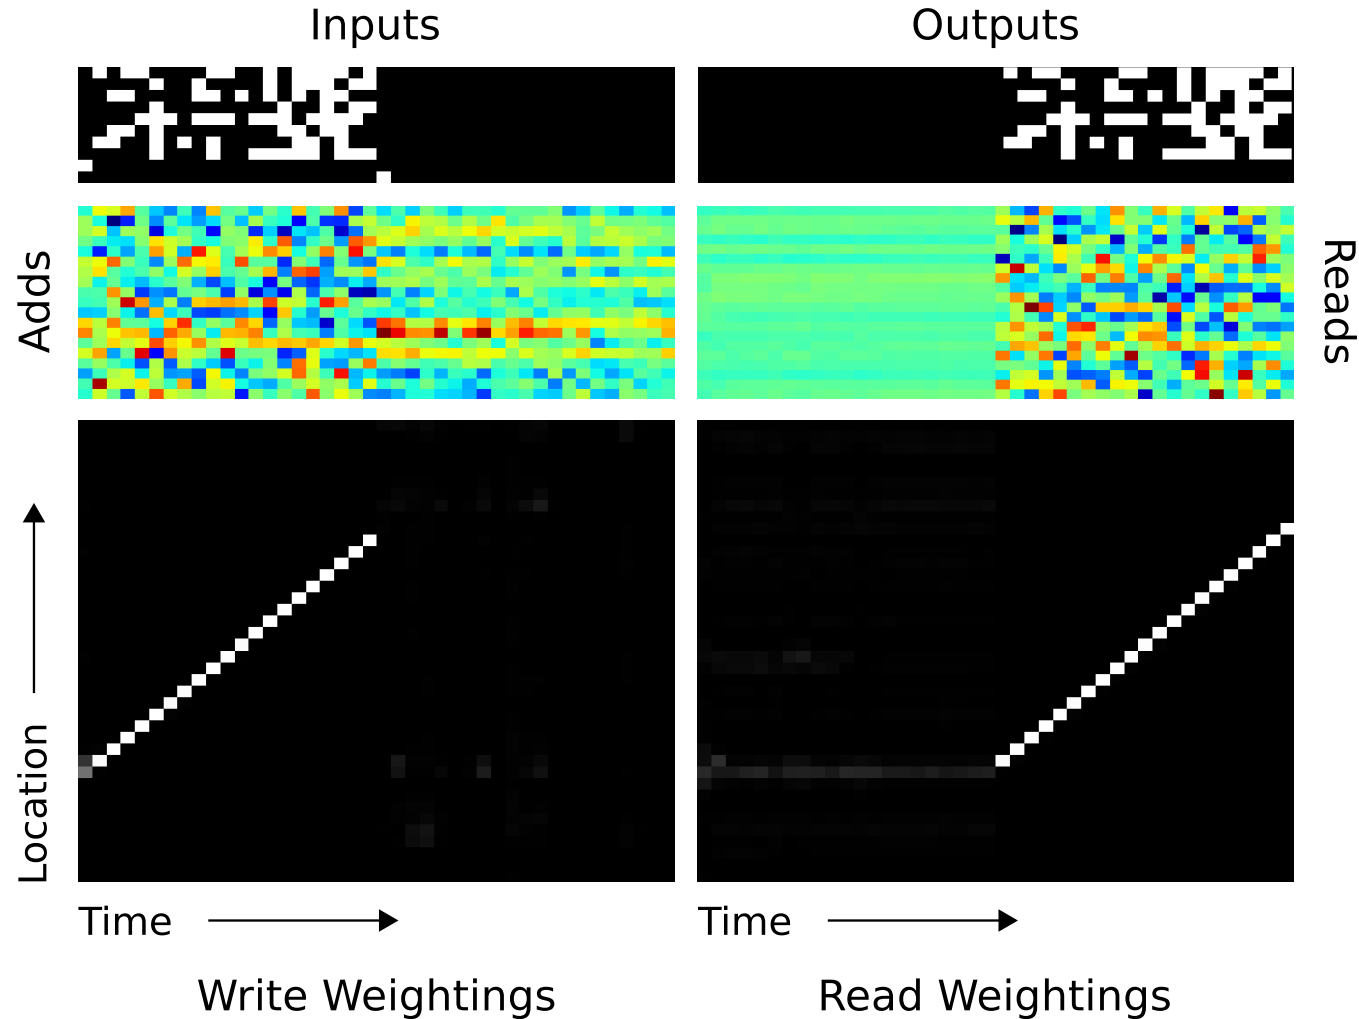 Inputs
Outputs
Adds
Reads
Location
Time
Time
Write Weightings
Read Weightings